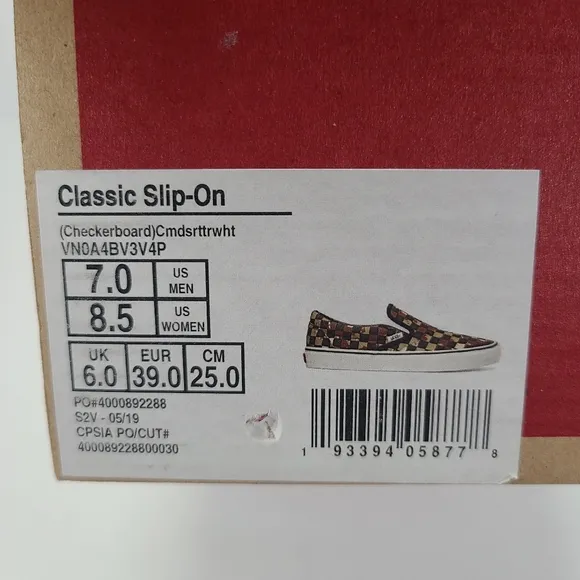 Classic Slip-On
(Checkerboard)Cmdsrttrwht
VN0A4BV3V4P
7.0 US MEN
8.5 US WOMEN
UK EUR CM
6.0 39.0 25.0
PO#4000892288
S2V - 05/19
CPSIA PO/CUT#
400089228800030
1 93394 05877 8